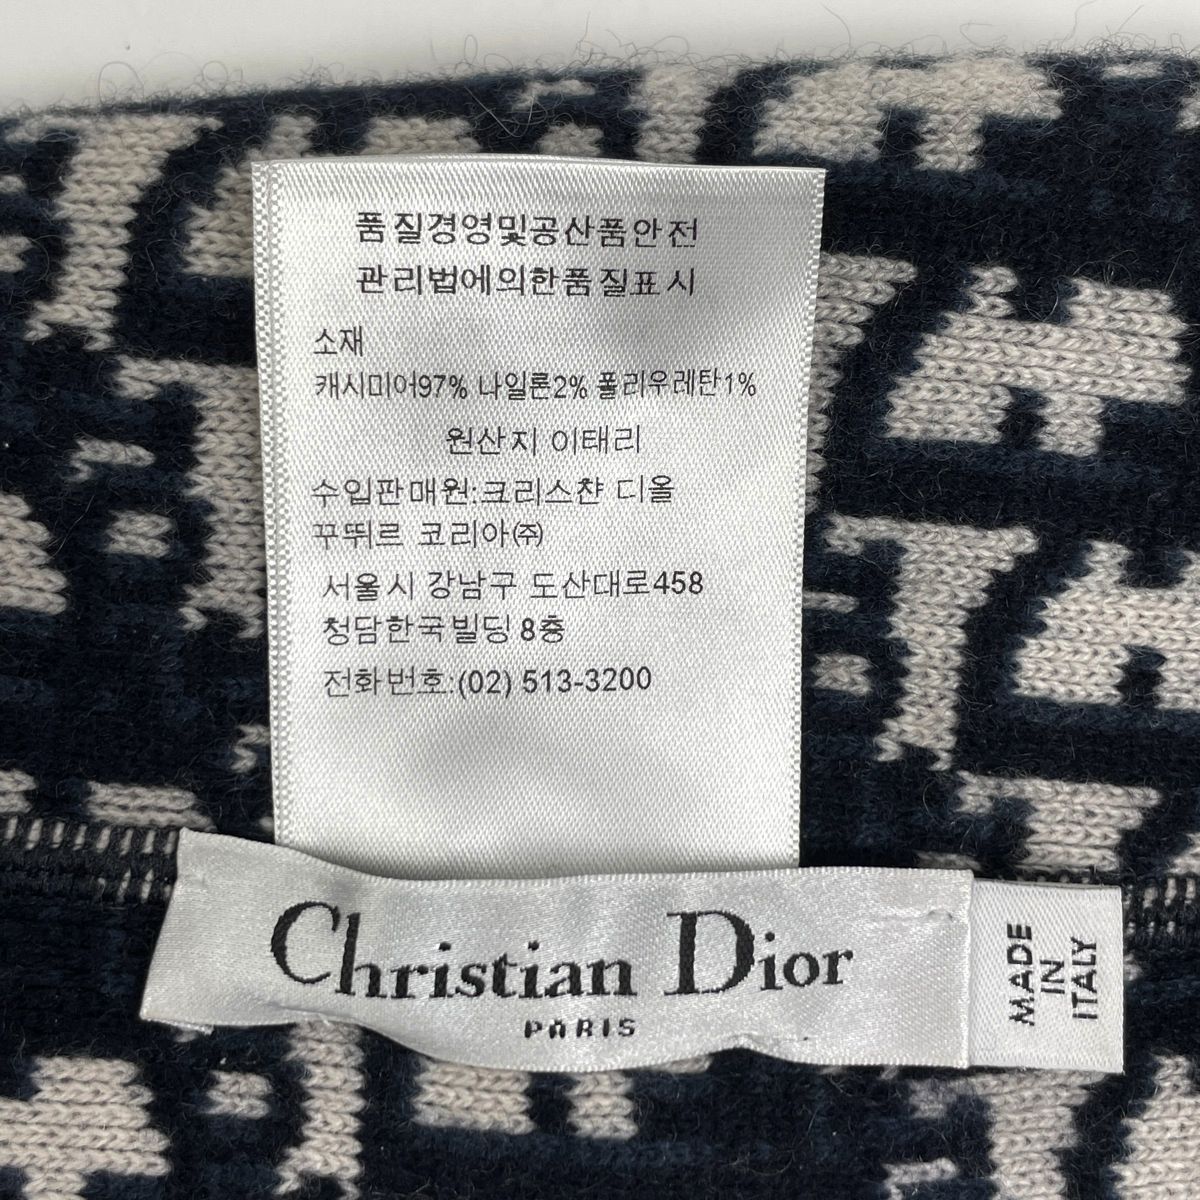 품질경영및공산품안전
관리법에의한품질표시
소재
캐시미어97% 나일론2% 폴리우레탄1%
원산지 이태리
수입판매원:크리스챤 디올
꾸뛰르 코리아㈜
서울시 강남구 도산대로458
청담한국빌딩 8층
전화번호:(02) 513-3200
Christian Dior
PARIS
MADE
IN
ITALY